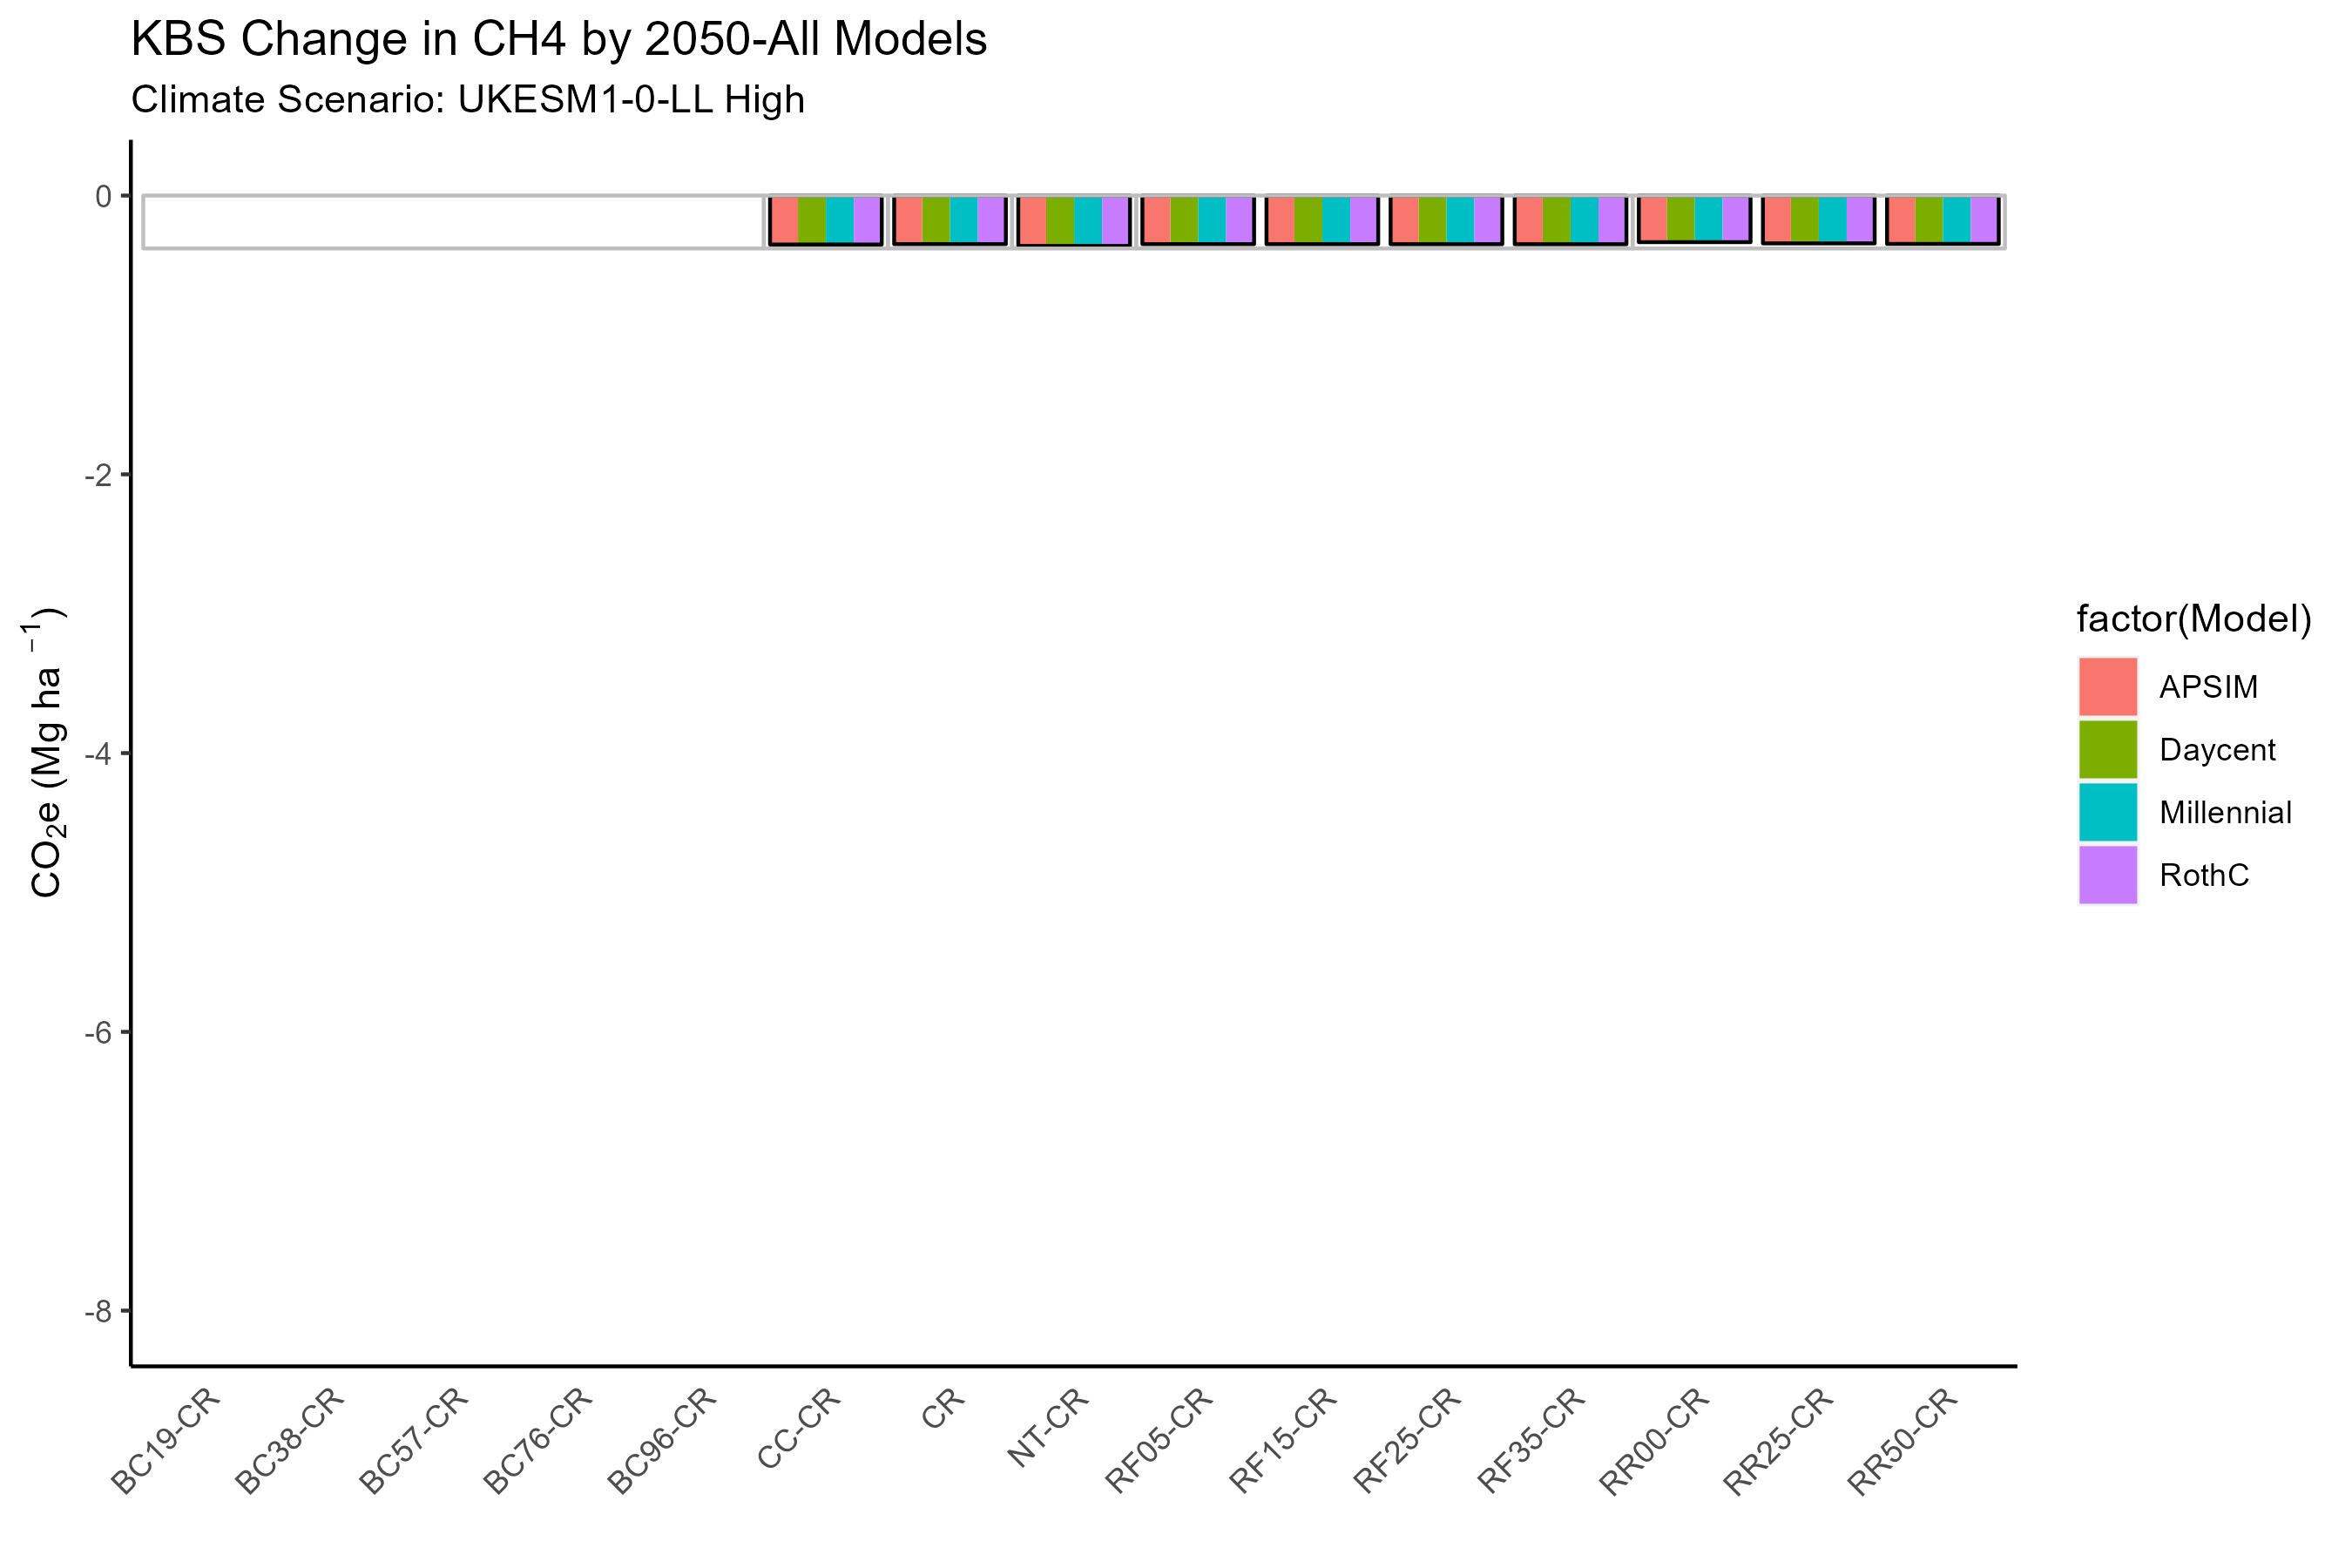 KBS Change in CH4 by 2050-All Models
Climate Scenario: UKESM1-0-LL High
CO₂e (Mg ha ⁻¹)
0
-2
-4
-6
-8
BC19-CR
BC38-CR
BC57-CR
BC76-CR
BC96-CR
CC-CR
CR
NT-CR
RF05-CR
RF15-CR
RF25-CR
RF35-CR
RR00-CR
RR25-CR
RR50-CR
factor(Model)
APSIM
Daycent
Millennial
RothC